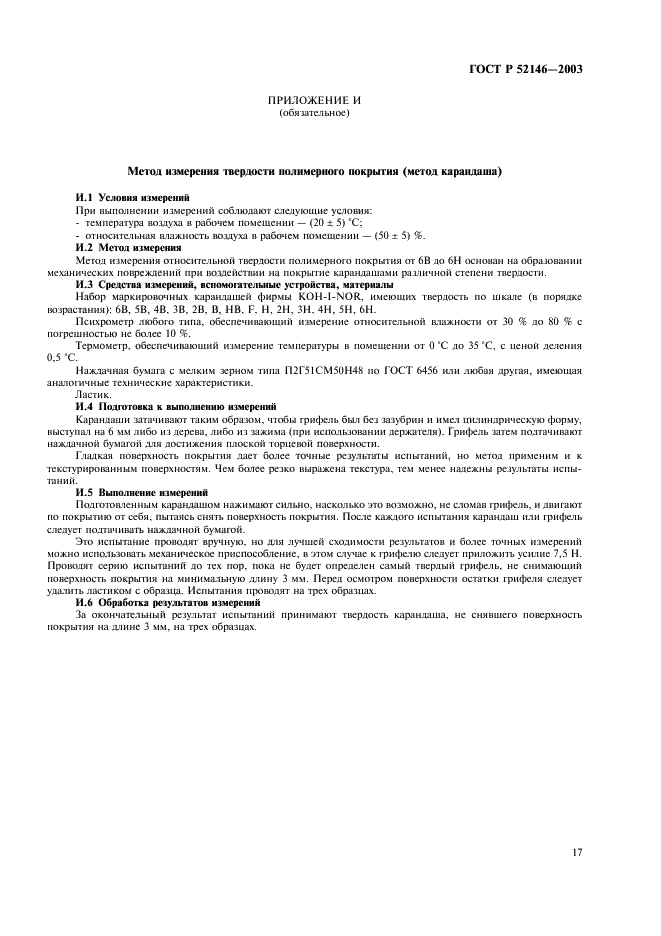 ГОСТ Р 52146—2003
ПРИЛОЖЕНИЕ И
(обязательное)
Метод измерения твердости полимерного покрытия (метод карандаша)
И.1 Условия измерений
При выполнении измерений соблюдают следующие условия:
- температура воздуха в рабочем помещении — (20 ± 5) °С;
- относительная влажность воздуха в рабочем помещении — (50 ± 5) %.
И.2 Метод измерения
Метод измерения относительной твердости полимерного покрытия от 6В до 6Н основан на образовании
механических повреждений при воздействии на покрытие карандашами различной степени твердости.
И.3 Средства измерений, вспомогательные устройства, материалы
Набор маркировочных карандашей фирмы KOH-I-NOR, имеющих твердость по шкале (в порядке
возрастания): 6B, 5B, 4B, 3B, 2B, B, HB, F, H, 2H, 3H, 4H, 5H, 6H.
Психрометр любого типа, обеспечивающий измерение относительной влажности от 30 % до 80 % с
погрешностью не более 10 %.
Термометр, обеспечивающий измерение температуры в помещении от 0 °С до 35 °С, с ценой деления
0,5 °С.
Наждачная бумага с мелким зерном типа П2Г51СМ50Н48 по ГОСТ 6456 или любая другая, имеющая
аналогичные технические характеристики.
Ластик.
И.4 Подготовка к выполнению измерений
Карандаши затачивают таким образом, чтобы грифель был без зазубрин и имел цилиндрическую форму,
выступал на 6 мм либо из дерева, либо из зажима (при использовании держателя). Грифель затем подтачивают
наждачной бумагой для достижения плоской торцевой поверхности.
Гладкая поверхность покрытия дает более точные результаты испытаний, но метод применим и к
текстурированным поверхностям. Чем более резко выражена текстура, тем менее надежны результаты испы-
таний.
И.5 Выполнение измерений
Подготовленным карандашом нажимают сильно, насколько это возможно, не сломав грифель, и двигают
по покрытию от себя, пытаясь снять поверхность покрытия. После каждого испытания карандаш или грифель
следует подтачивать наждачной бумагой.
Это испытание проводят вручную, но для лучшей сходимости результатов и более точных измерений
можно использовать механическое приспособление, в этом случае к грифелю следует приложить усилие 7,5 Н.
Проводят серию испытаний до тех пор, пока не будет определен самый твердый грифель, не снимающий
поверхность покрытия на минимальную длину 3 мм. Перед осмотром поверхности остатки грифеля следует
удалить ластиком с образца. Испытания проводят на трех образцах.
И.6 Обработка результатов измерений
За окончательный результат испытаний принимают твердость карандаша, не снявшего поверхность
покрытия на длине 3 мм, на трех образцах.
17